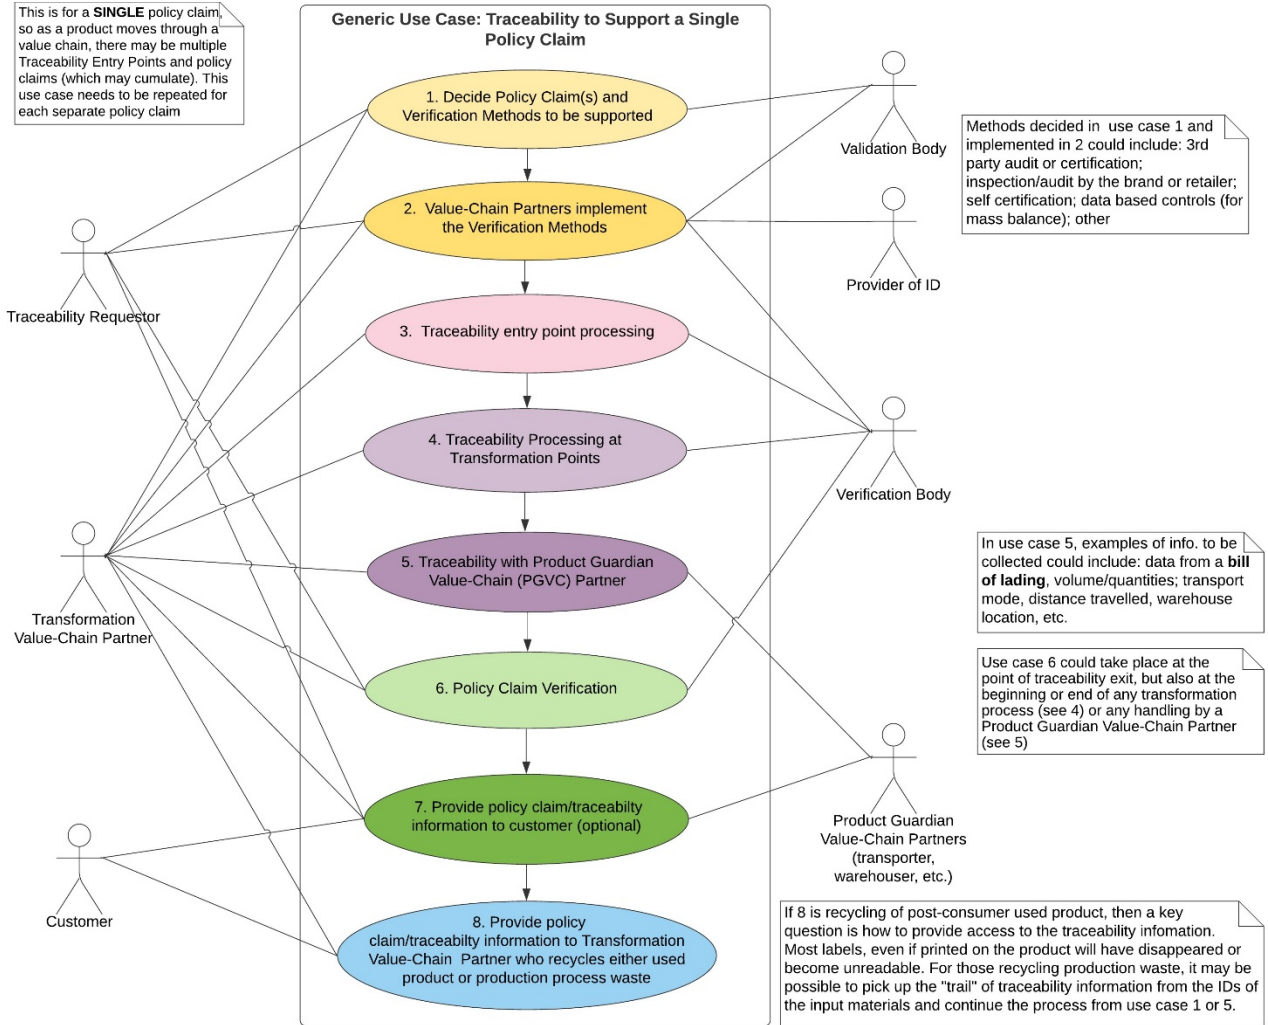 This is for a SINGLE policy claim,
so as a product moves through a
value chain, there may be multiple
Traceability Entry Points and policy
claims (which may cumulate). This
use case needs to be repeated for
each separate policy claim
Generic Use Case: Traceability to Support a Single
Policy Claim
1. Decide Policy Claim(s) and
Verification Methods to be supported
Validation Body
Methods decided in use case 1 and
implemented in 2 could include: 3rd
party audit or certification;
inspection/audit by the brand or retailer;
self certification; data based controls (for
mass balance); other
2. Value-Chain Partners implement
the Verification Methods
Provider of ID
Traceability Requestor
3. Traceability entry point processing
4. Traceability Processing at
Transformation Points
Verification Body
In use case 5, examples of info. to be
collected could include: data from a bill
of lading, volume/quantities; transport
mode, distance travelled, warehouse
location, etc.
5. Traceability with Product Guardian
Value-Chain (PGVC) Partner
Transformation
Value-Chain Partner
Use case 6 could take place at the
point of traceability exit, but also at the
beginning or end of any transformation
process (see 4) or any handling by a
Product Guardian Value-Chain Partner
(see 5)
6. Policy Claim Verification
7. Provide policy claim/traceabilty
information to customer (optional)
Product Guardian
Value-Chain Partners
(transporter,
warehouser, etc.)
Customer
8. Provide policy
claim/traceabilty information to Transformation
Value-Chain Partner who recycles either used
product or production process waste
If 8 is recycling of post-consumer used product, then a key
question is how to provide access to the traceability infomation.
Most labels, even if printed on the product will have disappeared or
become unreadable. For those recycling production waste, it may be
possible to pick up the "trail" of traceability information from the IDs of
the input materials and continue the process from use case 1 or 5.